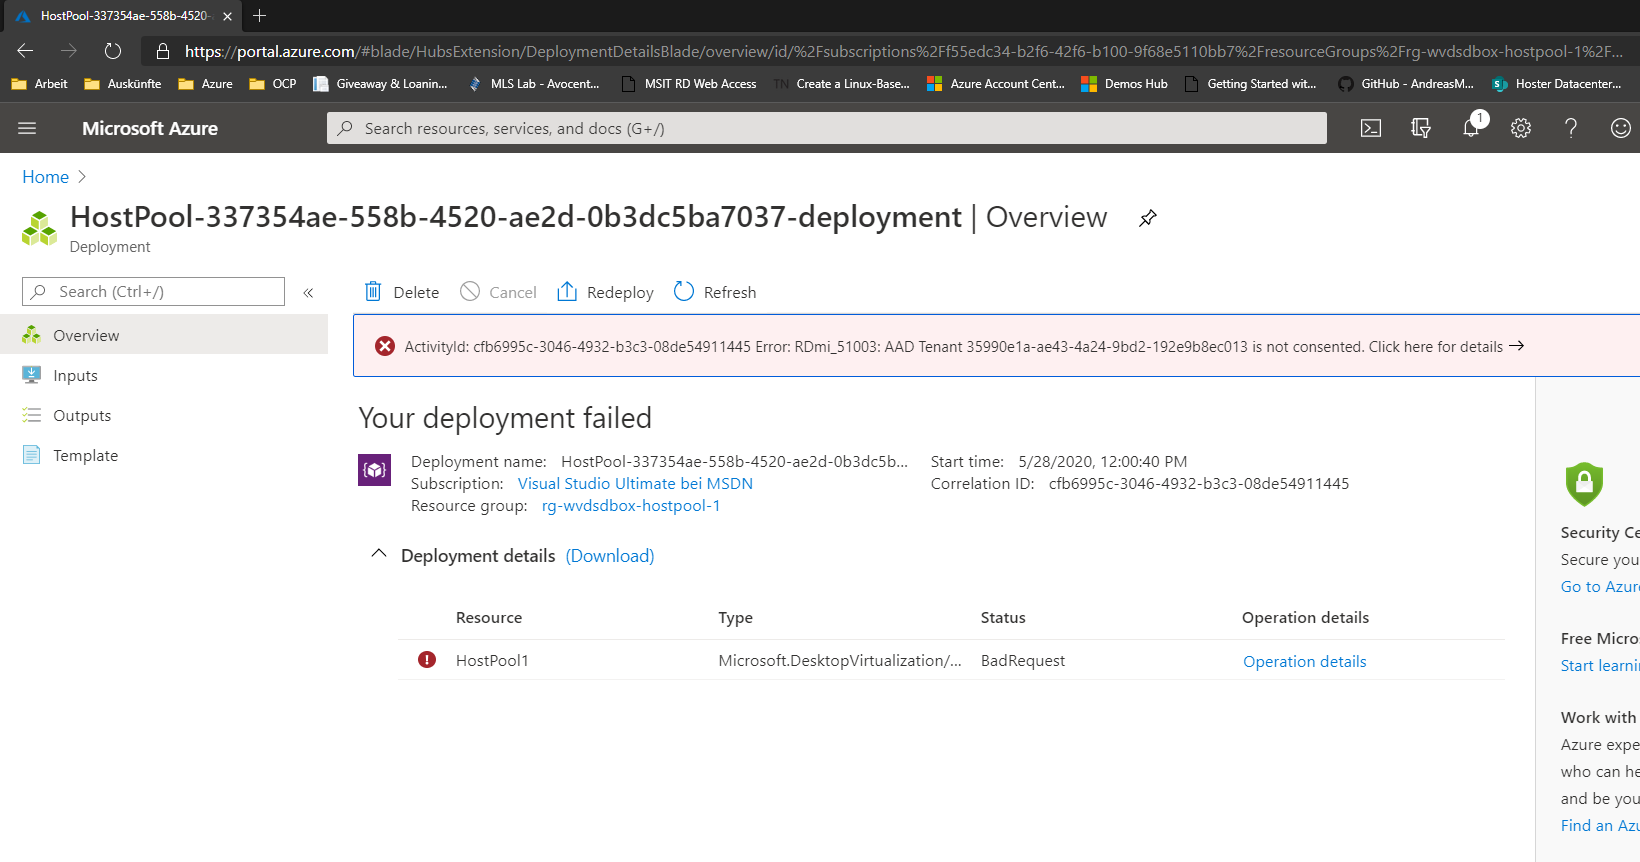 HostPool-337354ae-558b-4520-
https://portal.azure.com/#blade/HubsExtension/DeploymentDetailsBlade/overview/id/%2Fsubscriptions%2Ff55edc34-b2f6-42f6-b100-9f68e5110bb7%2FresourceGroups%2Frg-wvdsdbox-hostpool-1%2F...
Arbeit Auskünfte Azure OCP Giveaway & Loanin... MLS Lab - Avocent... MSIT RD Web Access TN Create a Linux-Base... Azure Account Cent... Demos Hub Getting Started wit... GitHub - AndreasM... S Hoster Datacenter...
Microsoft Azure Search resources, services, and docs (G+/) 1
Home >
HostPool-337354ae-558b-4520-ae2d-0b3dc5ba7037-deployment | Overview
Deployment
Search (Ctrl+/) «
Delete Cancel Redeploy Refresh
Overview
Inputs
Outputs
Template
ActivityId: cfb6995c-3046-4932-b3c3-08de54911445 Error: RDmi_51003: AAD Tenant 35990e1a-ae43-4a24-9bd2-192e9b8ec013 is not consented. Click here for details →
Your deployment failed
Deployment name: HostPool-337354ae-558b-4520-ae2d-0b3dc5b...
Subscription: Visual Studio Ultimate bei MSDN
Resource group: rg-wvdsdbox-hostpool-1
Start time: 5/28/2020, 12:00:40 PM
Correlation ID: cfb6995c-3046-4932-b3c3-08de54911445
Deployment details (Download)
Resource Type Status Operation details
HostPool1 Microsoft.DesktopVirtualization/... BadRequest Operation details
Security Ce
Secure you
Go to Azur
Free Micro
Start learni
Work with
Azure expe
who can he
and be you
Find an Azu